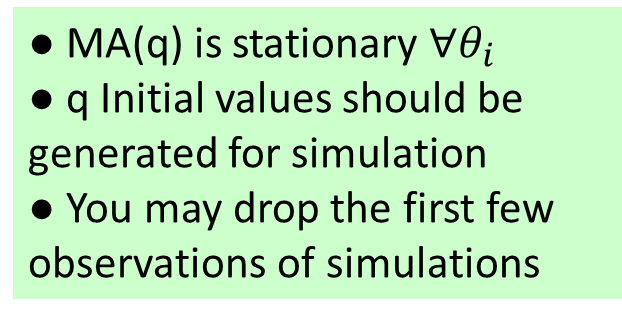 ● MA(q) is stationary ∀θᵢ
● q Initial values should be
generated for simulation
● You may drop the first few
observations of simulations